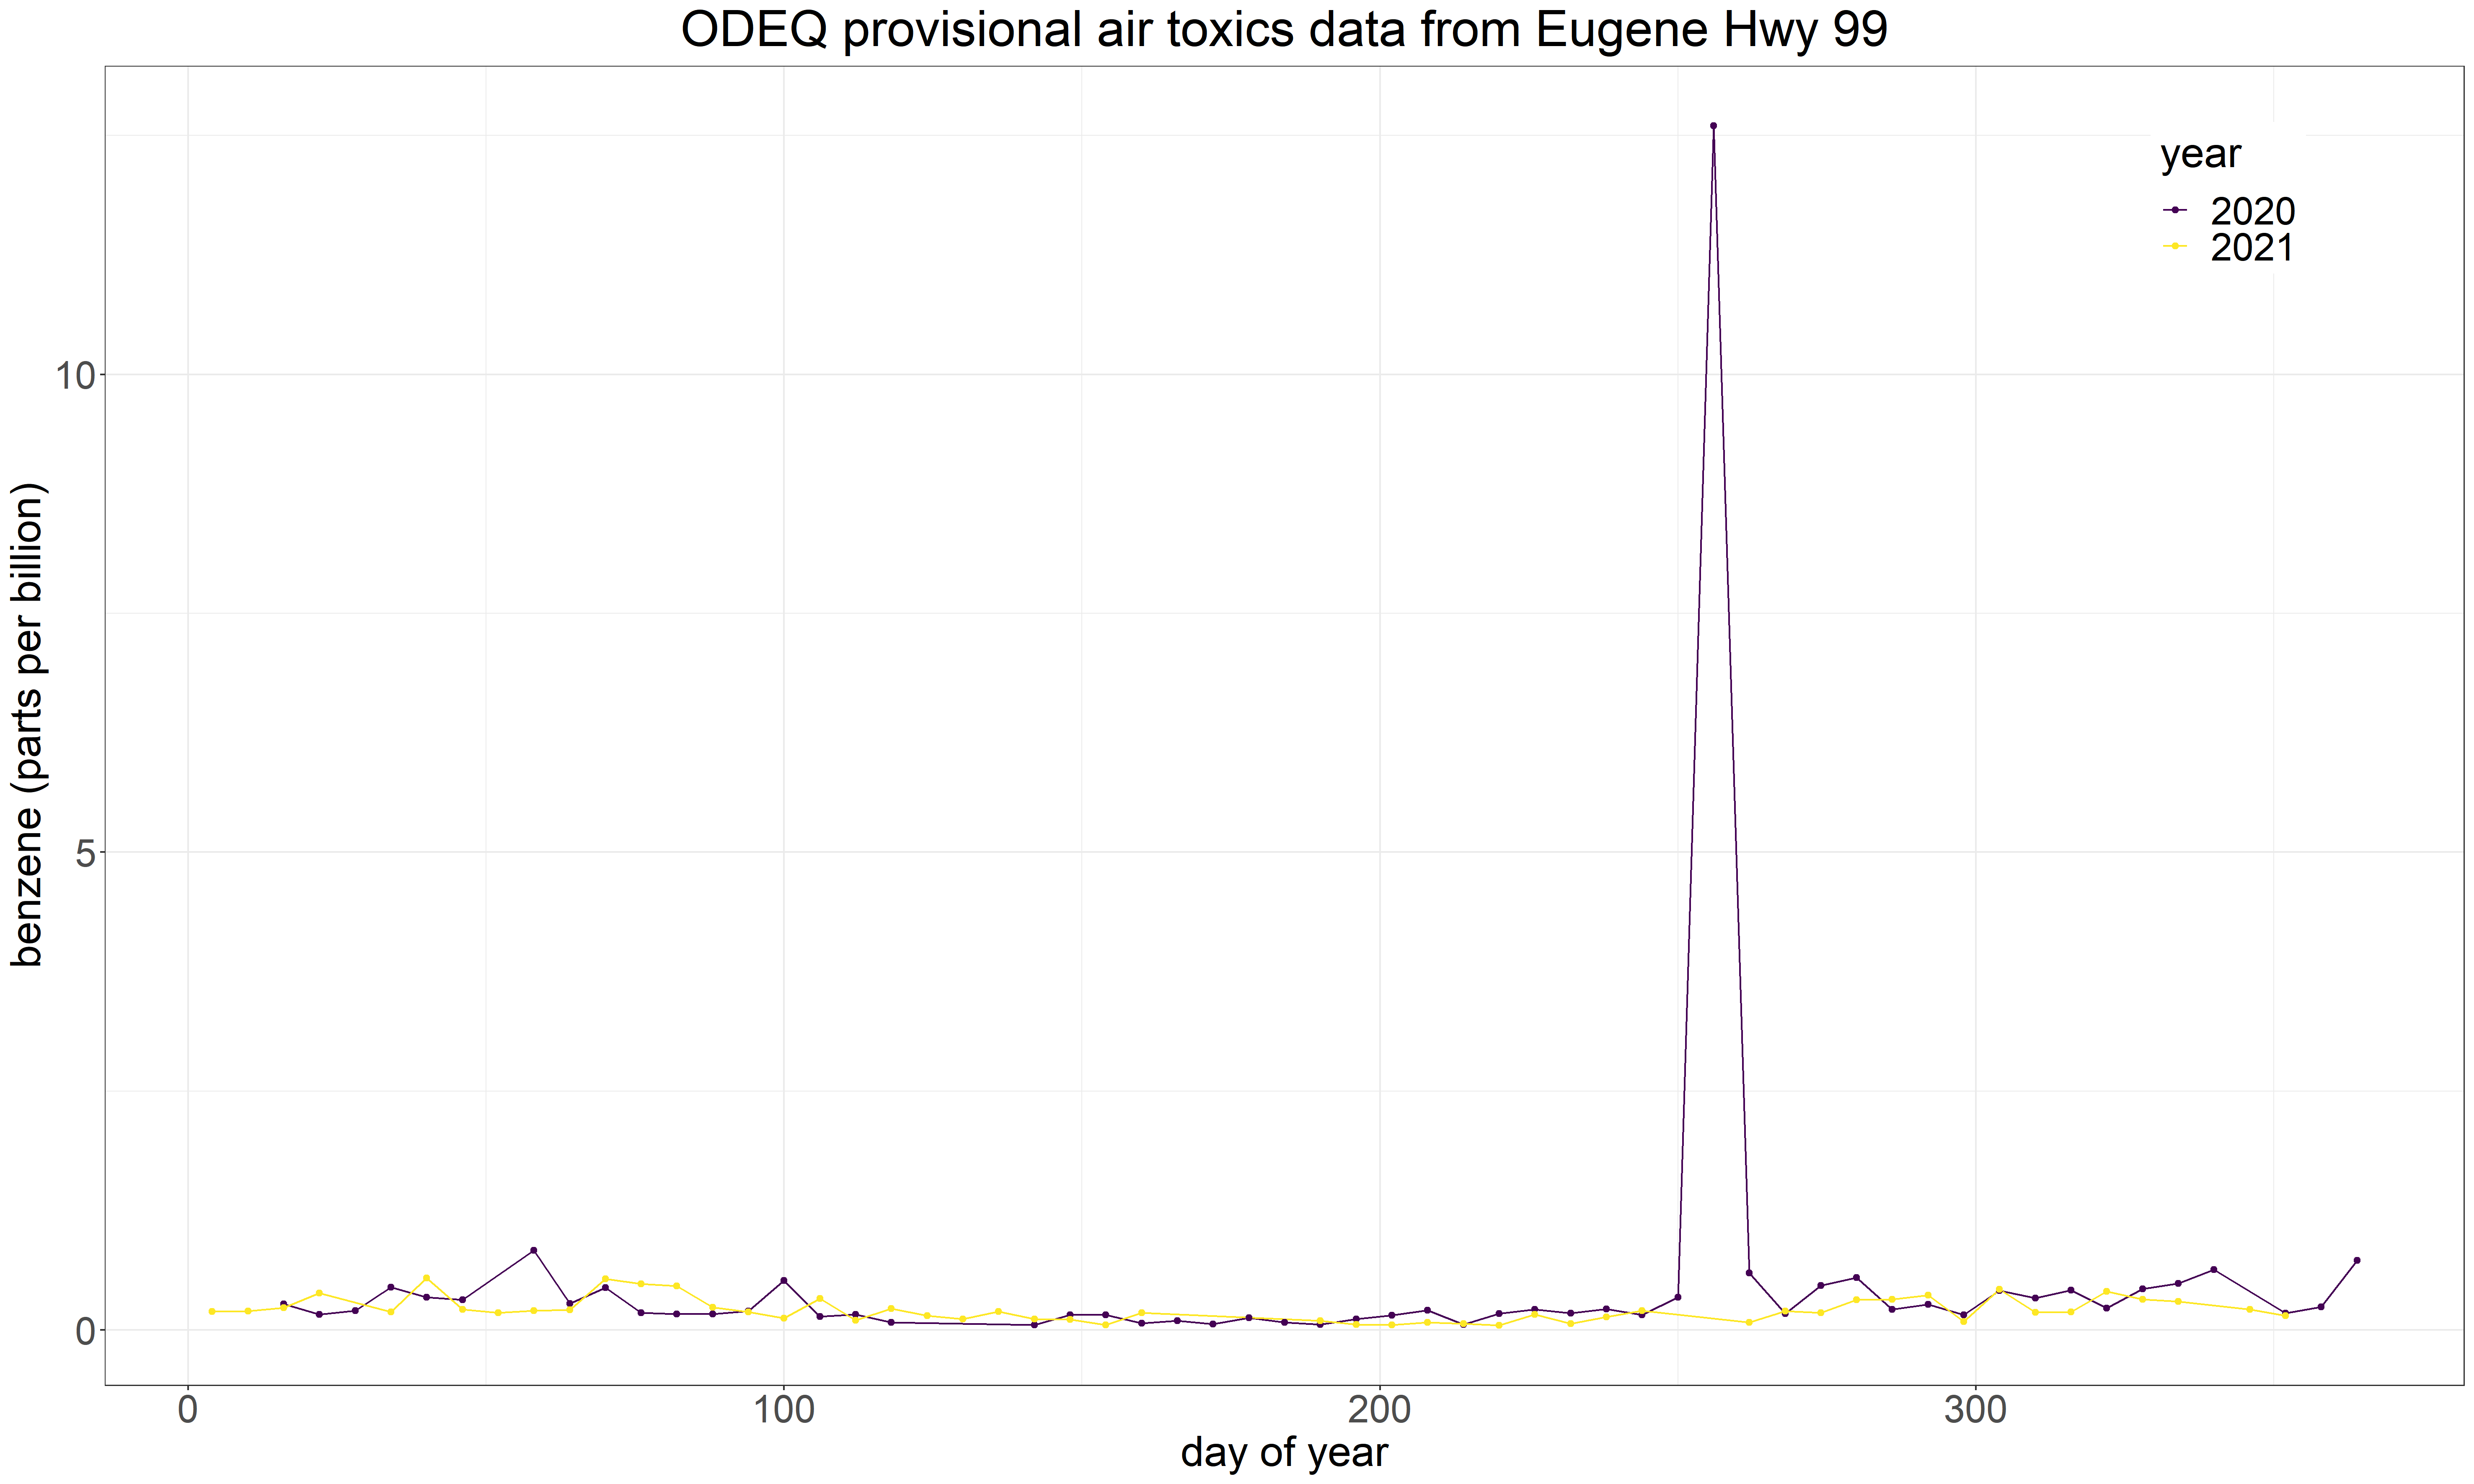 ODEQ provisional air toxics data from Eugene Hwy 99
year
2020
2021
10
5
0
benzene (parts per billion)
0 100 200 300
day of year